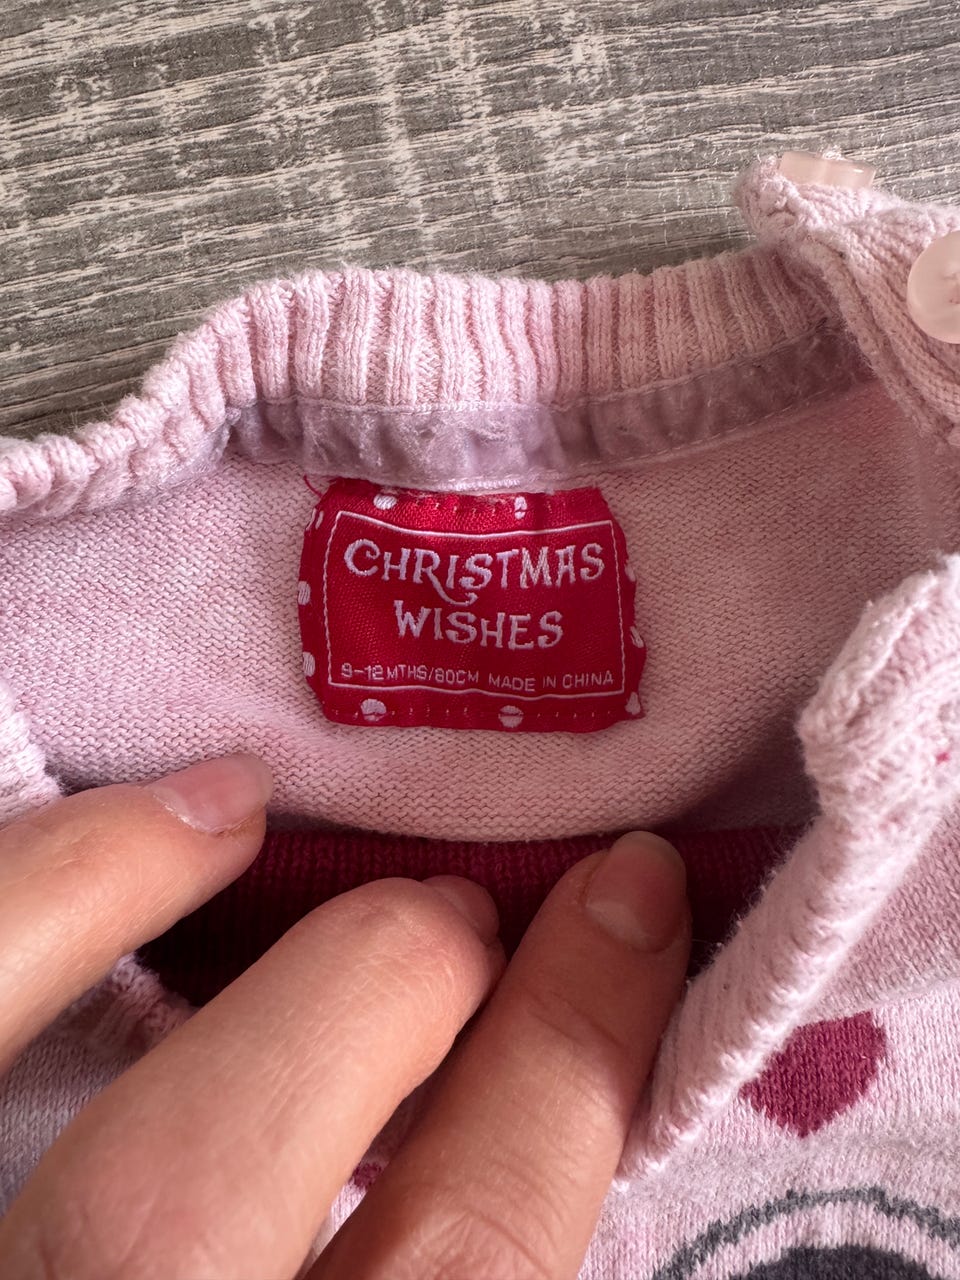 CHRISTMAS
WISHES
9-12 MTHS/80CM MADE IN CHINA